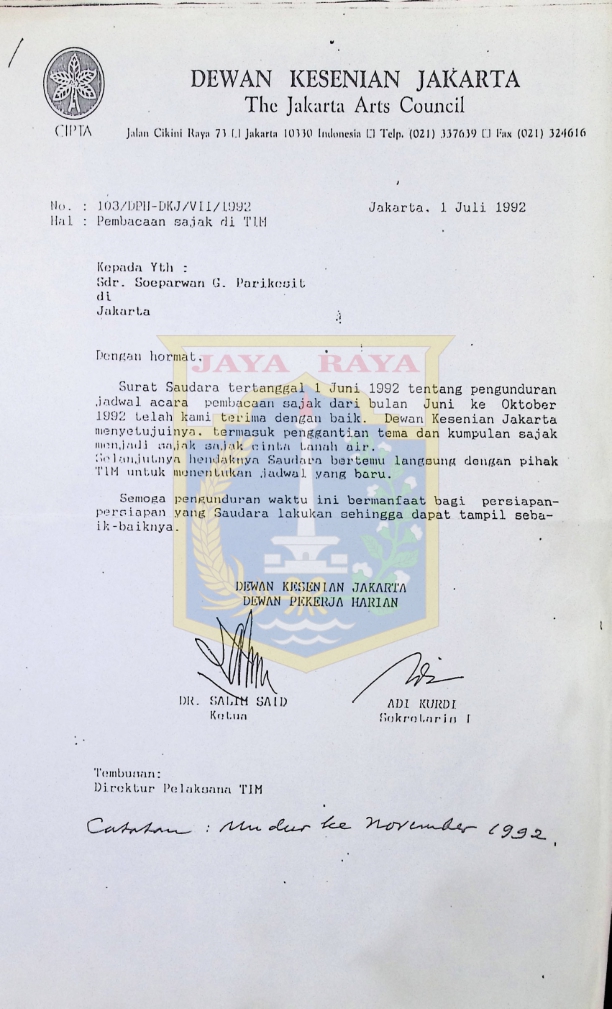 CIPTA
DEWAN KESENIAN JAKARTA
The Jakarta Arts Council
Jalan Cikini Raya 73 □ Jakarta 10330 Indonesia □ Telp. (021) 337639 □ Fax (021) 324616
No. : 103/DPH-DKJ/VII/1992
Jakarta, 1 Juli 1992
Hal : Pembacaan sajak di TIM
Kepada Yth :
Sdr. Soeparwan G. Parikesit
di
Jakarta
Dengan hormat,
JAYA RAYA
Surat Saudara tertanggal 1 Juni 1992 tentang pengunduran
jadwal acara pembacaan sajak dari bulan Juni ke Oktober
1992 telah kami terima dengan baik. Dewan Kesenian Jakarta
menyetujuinya, termasuk penggantian tema dan kumpulan sajak
menjadi sajak sajak cinta tanah air.
Selanjutnya hendaknya Saudara bertemu langsung dengan pihak
TIM untuk menentukan jadwal yang baru.
Semoga pengunduran waktu ini bermanfaat bagi persiapan-
persiapan yang Saudara lakukan sehingga dapat tampil seba-
ik-baiknya.
DEWAN KESENIAN JAKARTA
DEWAN PEKERJA HARIAN
DR. SALIM SAID
Ketua
ADI KURDI
Sekretaris I
Tembusan:
Direktur Pelaksana TIM
Catatan : Mundur ke November 1992.